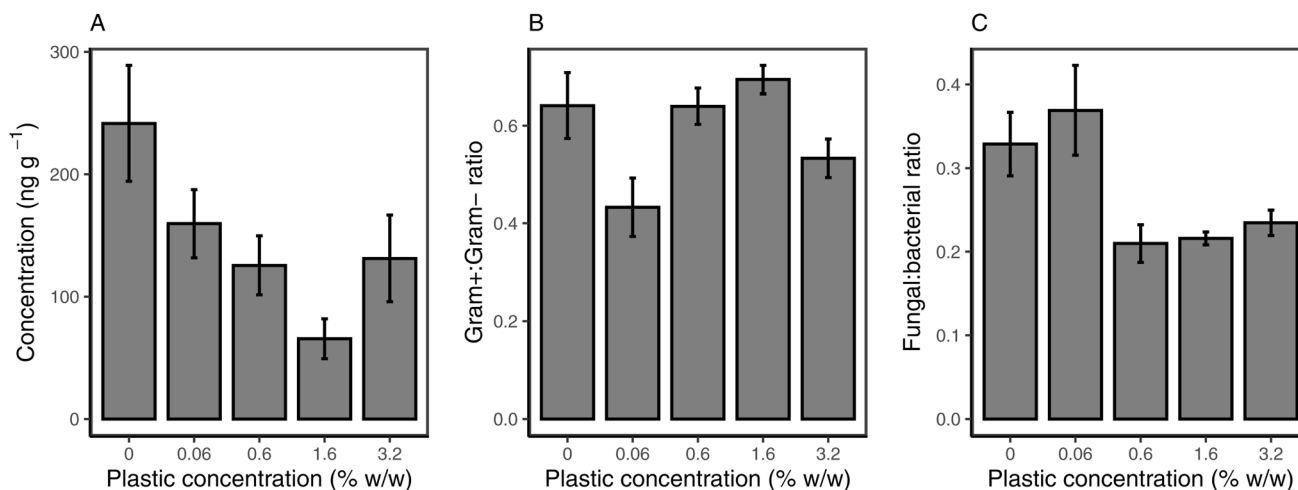 A
Concentration (ng g −1)
300
200
100
0
0 0.06 0.6 1.6 3.2
Plastic concentration (% w/w)
B
Gram+:Gram− ratio
0.6
0.4
0.2
0.0
0 0.06 0.6 1.6 3.2
Plastic concentration (% w/w)
C
Fungal:bacterial ratio
0.4
0.3
0.2
0.1
0.0
0 0.06 0.6 1.6 3.2
Plastic concentration (% w/w)